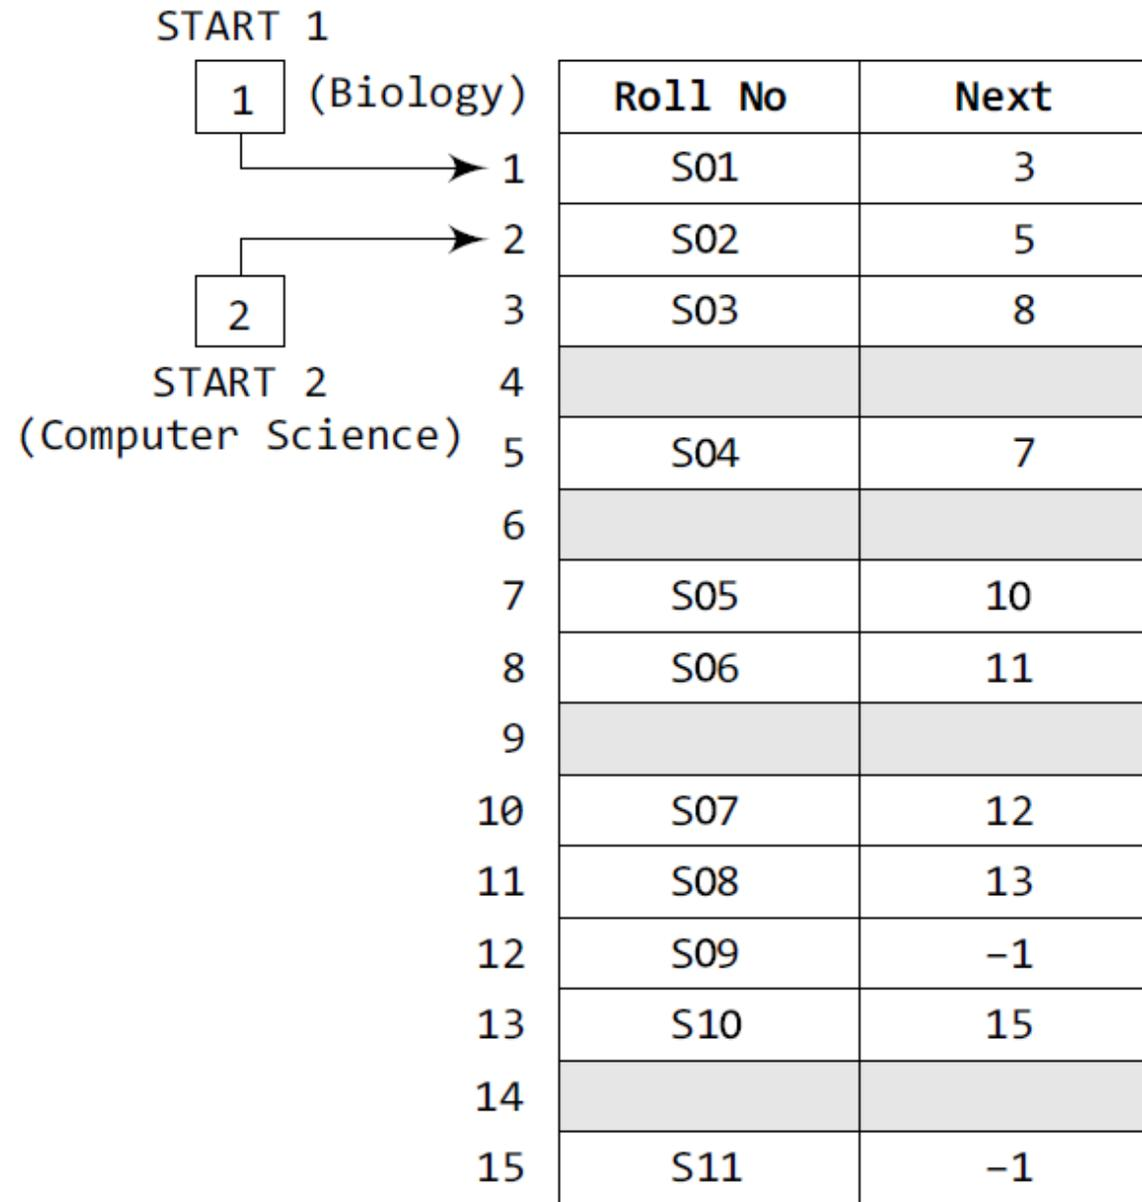 START 1
1 (Biology)
Roll No Next
1 S01 3
2 S02 5
2
3 S03 8
START 2
4
(Computer Science)
5 S04 7
6
7 S05 10
8 S06 11
9
10 S07 12
11 S08 13
12 S09 −1
13 S10 15
14
15 S11 −1